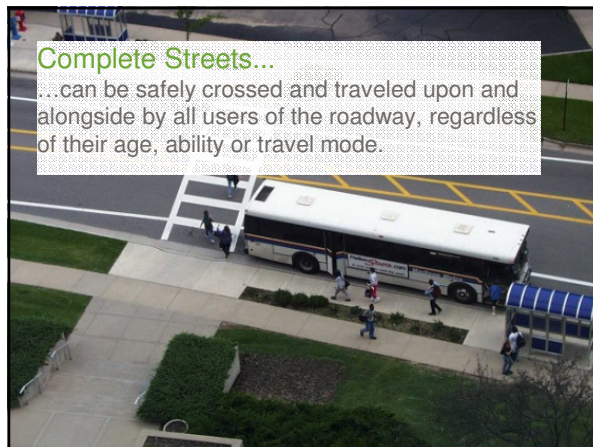 Complete Streets...
...can be safely crossed and traveled upon and
alongside by all users of the roadway, regardless
of their age, ability or travel mode.